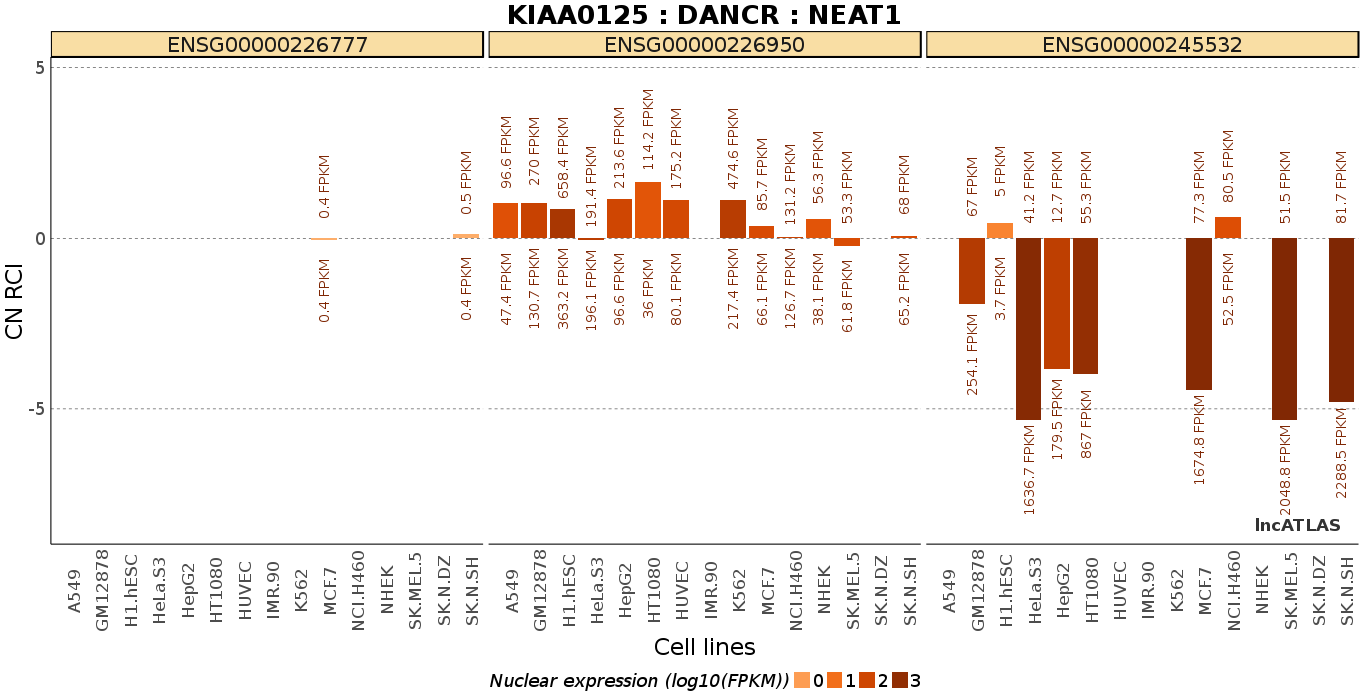 KIAA0125 : DANCR : NEAT1
ENSG00000226777
ENSG00000226950
ENSG00000245532
5
0
-5
CN RCI
0.4 FPKM
0.5 FPKM
0.4 FPKM
0.4 FPKM
96.6 FPKM
270 FPKM
658.4 FPKM
191.4 FPKM
213.6 FPKM
114.2 FPKM
175.2 FPKM
474.6 FPKM
85.7 FPKM
131.2 FPKM
56.3 FPKM
53.3 FPKM
68 FPKM
47.4 FPKM
130.7 FPKM
363.2 FPKM
196.1 FPKM
96.6 FPKM
36 FPKM
80.1 FPKM
217.4 FPKM
66.1 FPKM
126.7 FPKM
38.1 FPKM
61.8 FPKM
65.2 FPKM
67 FPKM
5 FPKM
41.2 FPKM
12.7 FPKM
55.3 FPKM
77.3 FPKM
80.5 FPKM
51.5 FPKM
81.7 FPKM
254.1 FPKM
3.7 FPKM
1636.7 FPKM
179.5 FPKM
867 FPKM
1674.8 FPKM
52.5 FPKM
2048.8 FPKM
2288.5 FPKM
lncATLAS
A549
GM12878
H1.hESC
HeLa.S3
HepG2
HT1080
HUVEC
IMR.90
K562
MCF.7
NCI.H460
NHEK
SK.MEL.5
SK.N.DZ
SK.N.SH
A549
GM12878
H1.hESC
HeLa.S3
HepG2
HT1080
HUVEC
IMR.90
K562
MCF.7
NCI.H460
NHEK
SK.MEL.5
SK.N.DZ
SK.N.SH
A549
GM12878
H1.hESC
HeLa.S3
HepG2
HT1080
HUVEC
IMR.90
K562
MCF.7
NCI.H460
NHEK
SK.MEL.5
SK.N.DZ
SK.N.SH
Cell lines
Nuclear expression (log10(FPKM)) 0 1 2 3